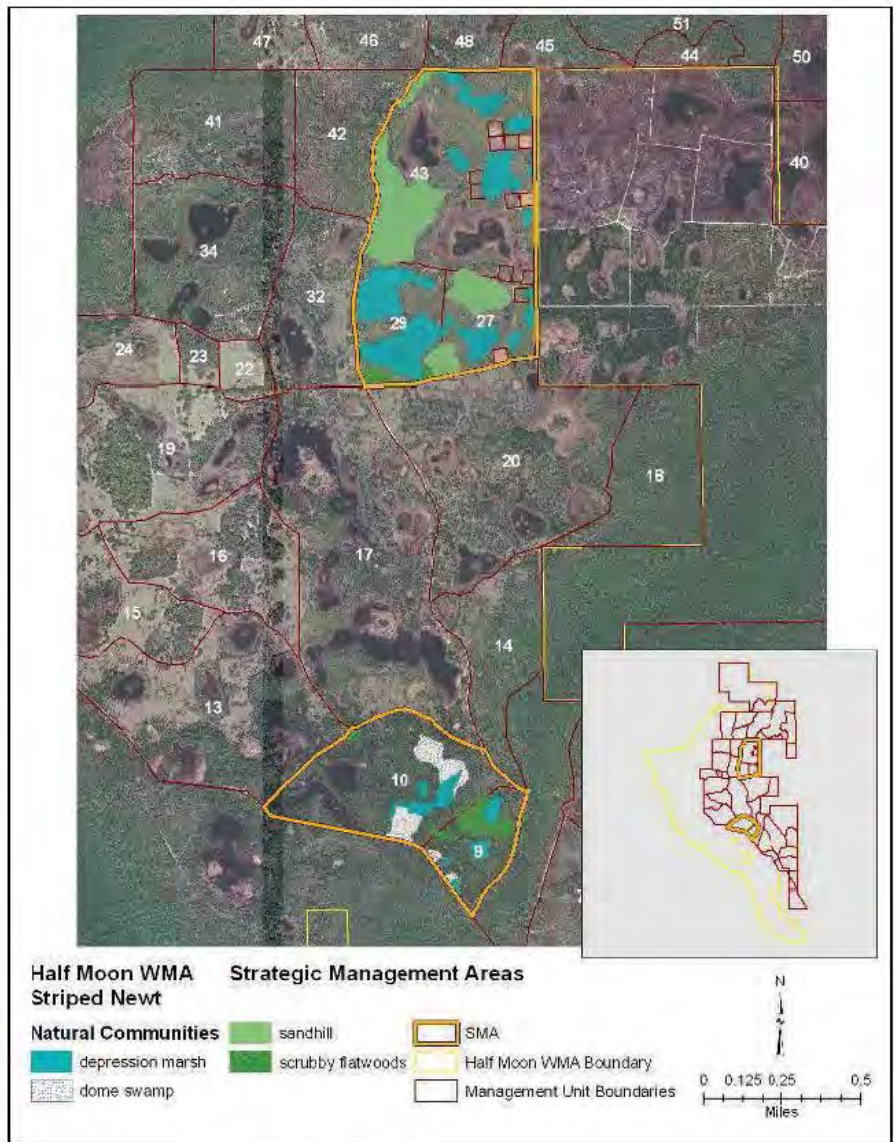 51
47
46
48
45
44
50
41
42
43
40
34
32
29
27
24
23
22
19
20
18
16
17
15
14
13
10
9
Half Moon WMA
Striped Newt
Strategic Management Areas
Natural Communities
depression marsh
dome swamp
sandhill
scrubby flatwoods
SMA
Half Moon WMA Boundary
Management Unit Boundaries
N
0 0.125 0.25 0.5
Miles